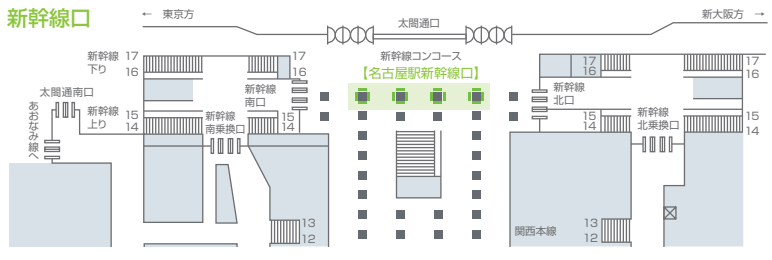 新幹線口
← 東京方
太閤通口
新大阪方 →
新幹線コンコース
【名古屋駅新幹線口】
新幹線
下り
17
16
17
16
新幹線
南口
太閤通南口
あおなみ線へ
新幹線
上り
15
14
新幹線
南乗換口
15
14
13
12
17
16
新幹線
北口
15
14
新幹線
北乗換口
17
16
15
14
関西本線
13
12